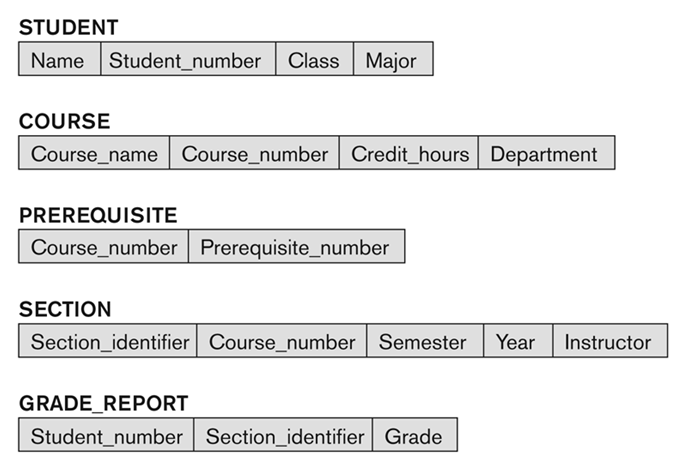 STUDENT
Name Student_number Class Major
COURSE
Course_name Course_number Credit_hours Department
PREREQUISITE
Course_number Prerequisite_number
SECTION
Section_identifier Course_number Semester Year Instructor
GRADE_REPORT
Student_number Section_identifier Grade